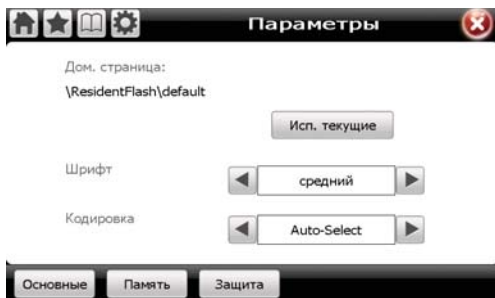 Параметры
Дом. страница:
\ResidentFlash\default
Исп. текущие
Шрифт
средний
Кодировка
Auto-Select
Основные Память Защита